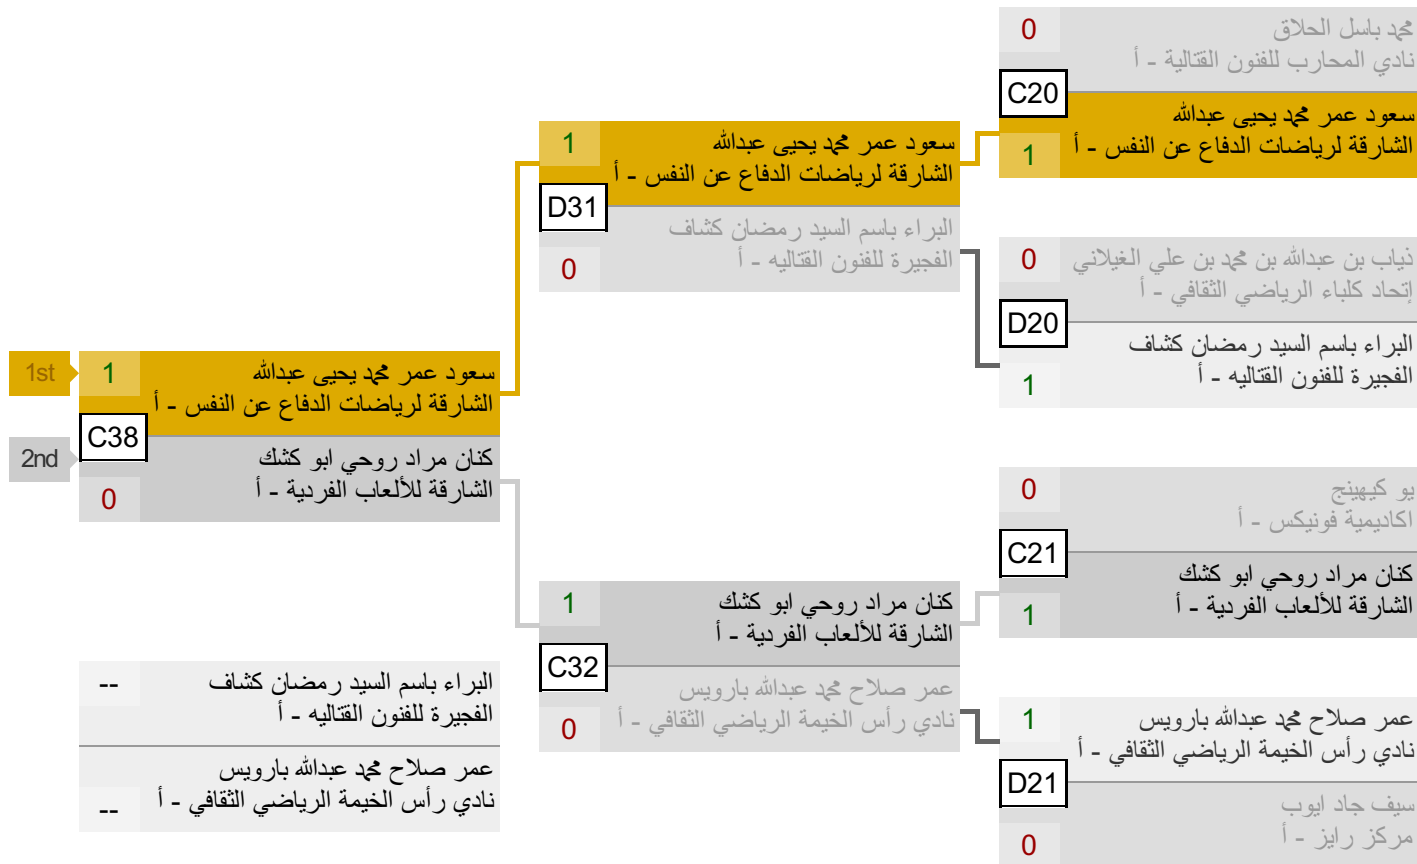 0
محمد باسل الحلاق
نادي المحارب للفنون القتالية - أ
C20
سعود عمر محمد يحيى عبدالله
الشارقة لرياضات الدفاع عن النفس - أ
1
0
ذياب بن عبدالله بن محمد بن علي الغيلاني
إتحاد كلباء الرياضي الثقافي - أ
D20
البراء باسم السيد رمضان كشاف
الفجيرة للفنون القتاليه - أ
1
0
يو كيهينج
اكاديمية فونيكس - أ
C21
كنان مراد روحي ابو كشك
الشارقة للألعاب الفردية - أ
1
1
عمر صلاح محمد عبدالله بارويس
نادي رأس الخيمة الرياضي الثقافي - أ
D21
سيف جاد ايوب
مركز رايز - أ
0
1
سعود عمر محمد يحيى عبدالله
الشارقة لرياضات الدفاع عن النفس - أ
D31
البراء باسم السيد رمضان كشاف
الفجيرة للفنون القتاليه - أ
0
1
كنان مراد روحي ابو كشك
الشارقة للألعاب الفردية - أ
C32
عمر صلاح محمد عبدالله بارويس
نادي رأس الخيمة الرياضي الثقافي - أ
0
1st
1
سعود عمر محمد يحيى عبدالله
الشارقة لرياضات الدفاع عن النفس - أ
C38
2nd
كنان مراد روحي ابو كشك
الشارقة للألعاب الفردية - أ
0
--
البراء باسم السيد رمضان كشاف
الفجيرة للفنون القتاليه - أ
عمر صلاح محمد عبدالله بارويس
نادي رأس الخيمة الرياضي الثقافي - أ
--